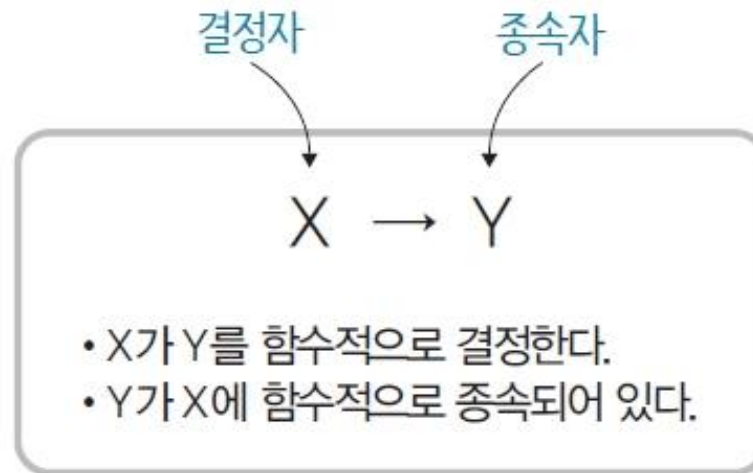 결정자 종속자
X → Y
• X가 Y를 함수적으로 결정한다.
• Y가 X에 함수적으로 종속되어 있다.